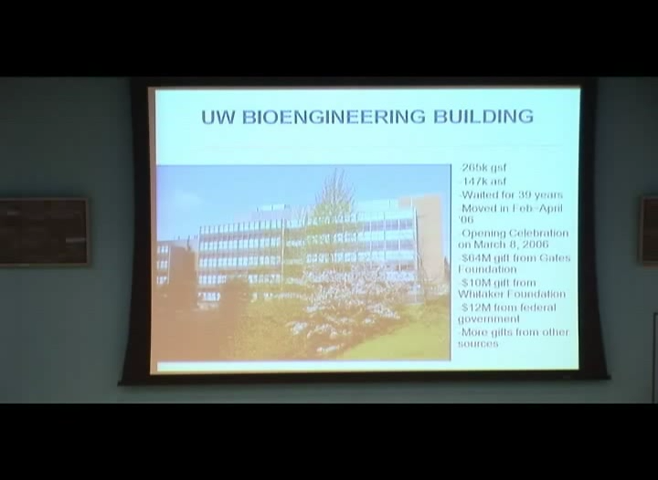 UW BIOENGINEERING BUILDING
265k gsf
-147k asf
-Waited for 39 years
-Moved in Feb-April
'06
-Opening Celebration
on March 8, 2006
-$64M gift from Gates
Foundation
-$10M gift from
Whitaker Foundation
-$12M from federal
government
-More gifts from other
sources